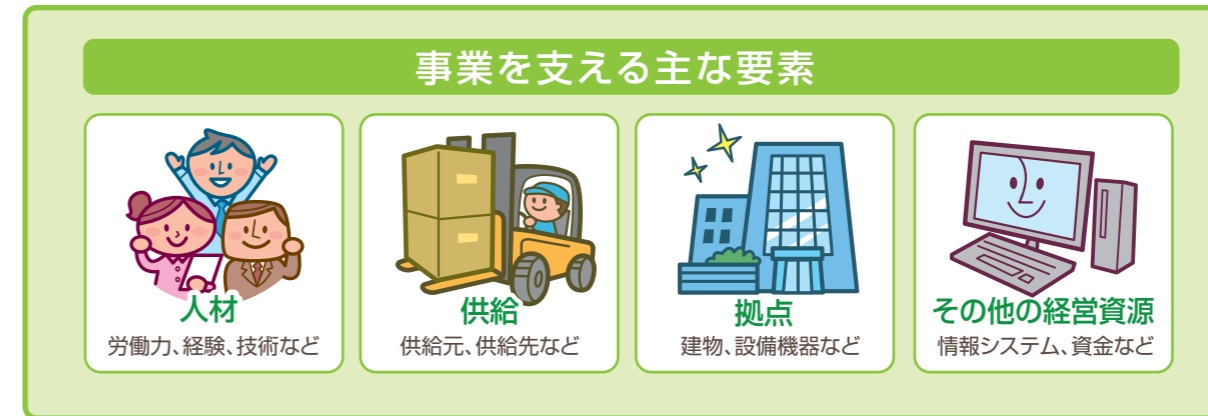 事業を支える主な要素
人材
労働力、経験、技術など
供給
供給元、供給先など
拠点
建物、設備機器など
その他の経営資源
情報システム、資金など